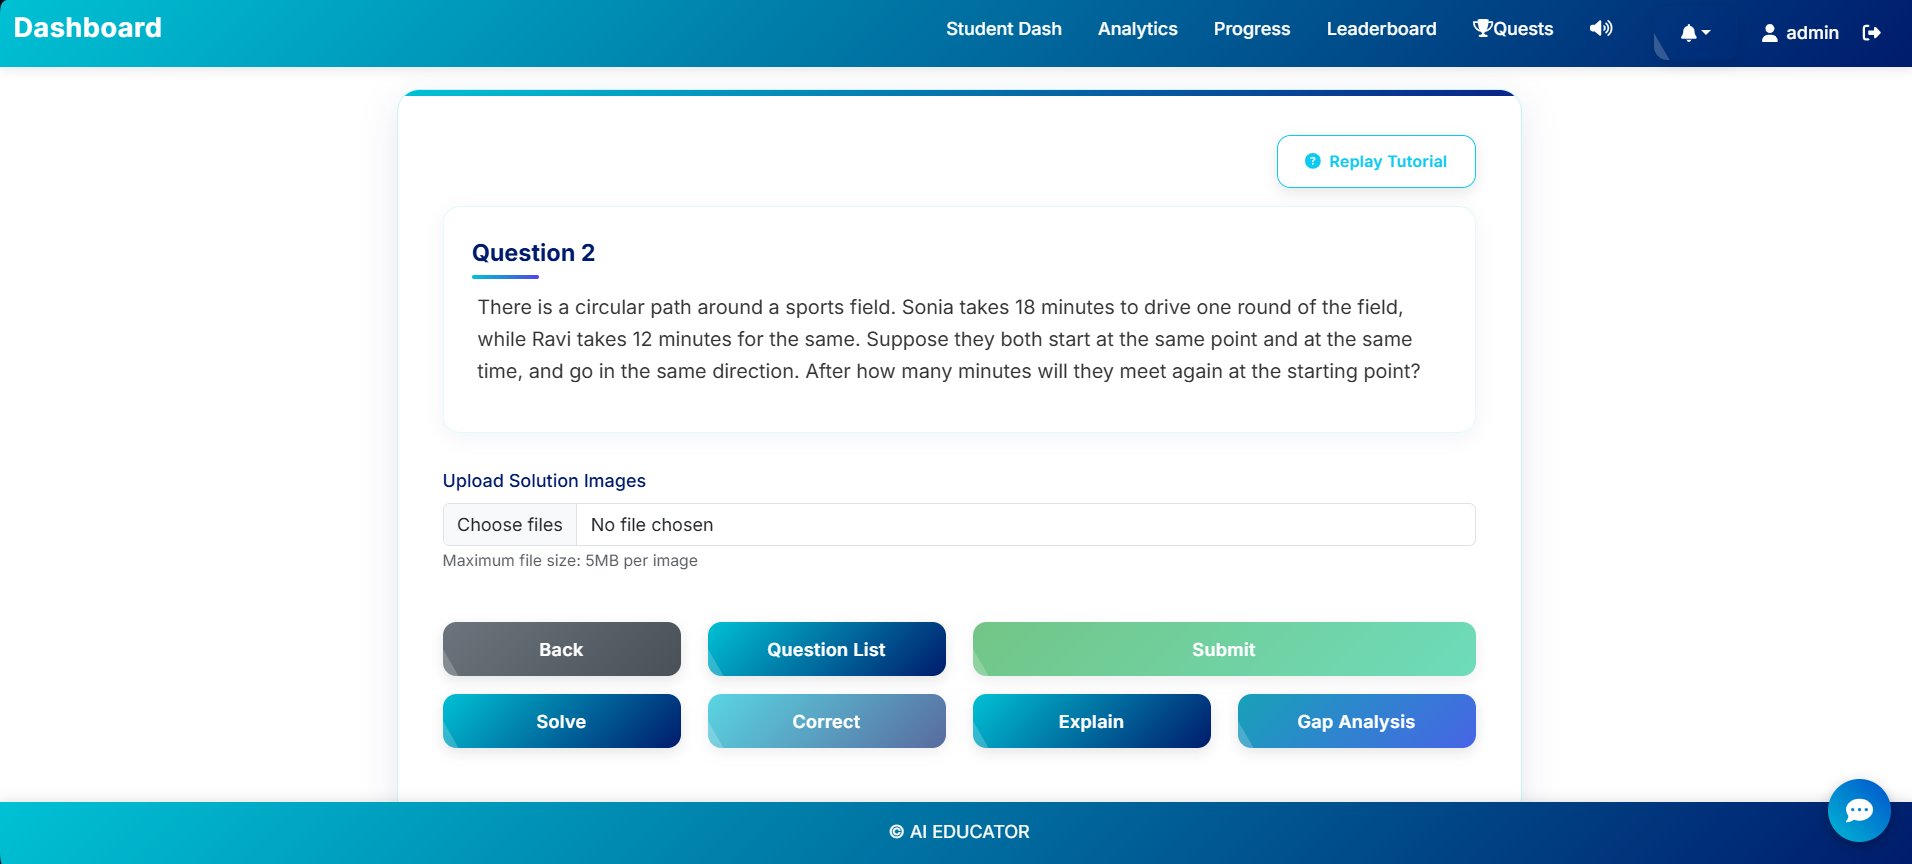 Dashboard
Student Dash
Analytics
Progress
Leaderboard
Quests
admin
Replay Tutorial
Question 2
There is a circular path around a sports field. Sonia takes 18 minutes to drive one round of the field,
while Ravi takes 12 minutes for the same. Suppose they both start at the same point and at the same
time, and go in the same direction. After how many minutes will they meet again at the starting point?
Upload Solution Images
Choose files
No file chosen
Maximum file size: 5MB per image
Back
Question List
Submit
Solve
Correct
Explain
Gap Analysis
© AI EDUCATOR